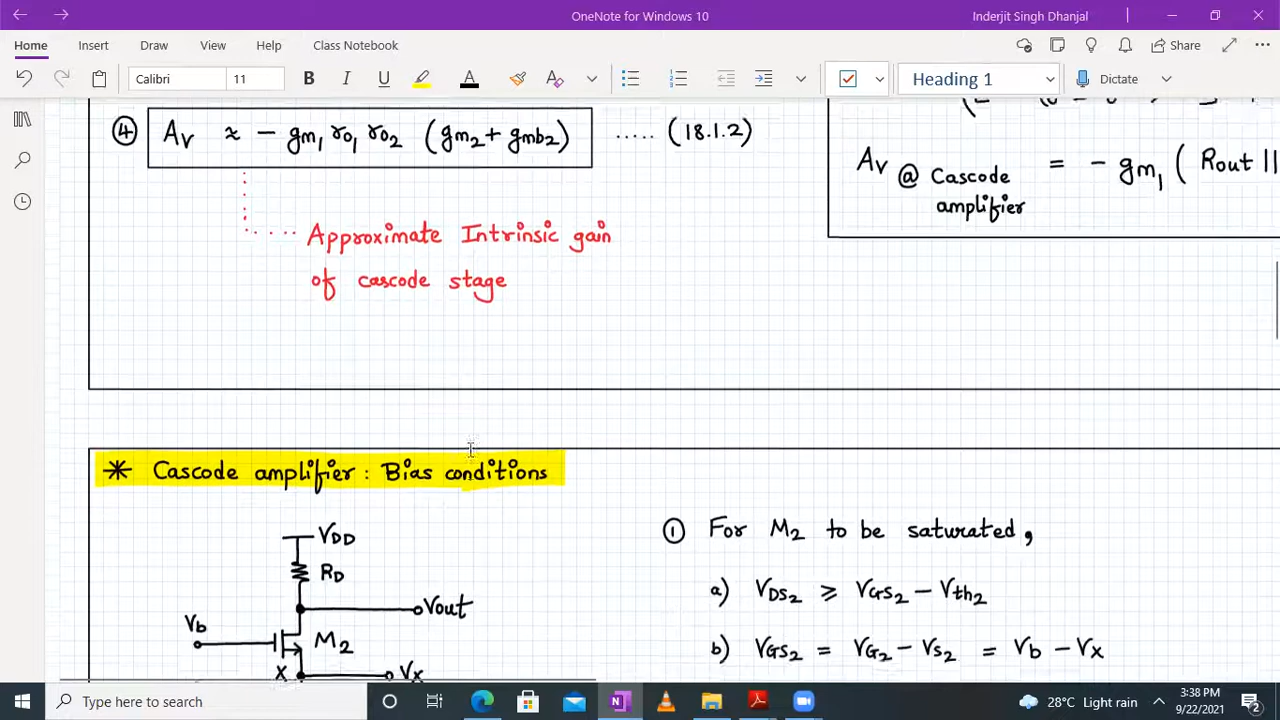 OneNote for Windows 10
Inderjit Singh Dhanjal
Home Insert Draw View Help Class Notebook
Share
Calibri 11 B I U A
Heading 1
Dictate
④ Av ≈ - gm1 ro1 ro2 (gm2 + gmb2) ..... (18.1.2)
Approximate Intrinsic gain
of cascode stage
Av @ Cascode amplifier = - gm1 ( Rout ||
* Cascode amplifier : Bias conditions
VDD
RD
Vout
Vb
M2
X
Vx
① For M2 to be saturated,
a) VDS2 ≥ VGS2 - Vth2
b) VGS2 = VG2 - VS2 = Vb - Vx
Type here to search
28°C Light rain
3:38 PM
9/22/2021
2